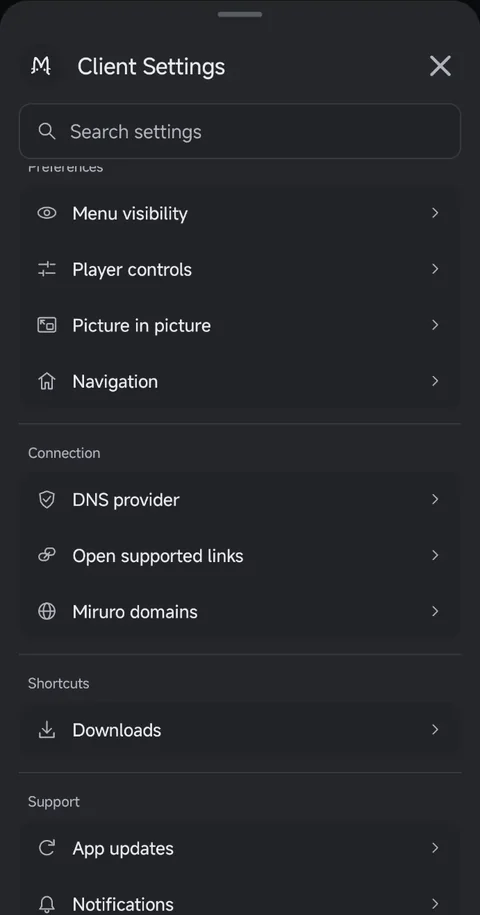 Client Settings
Search settings
Preferences
Menu visibility
Player controls
Picture in picture
Navigation
Connection
DNS provider
Open supported links
Miruro domains
Shortcuts
Downloads
Support
App updates
Notifications